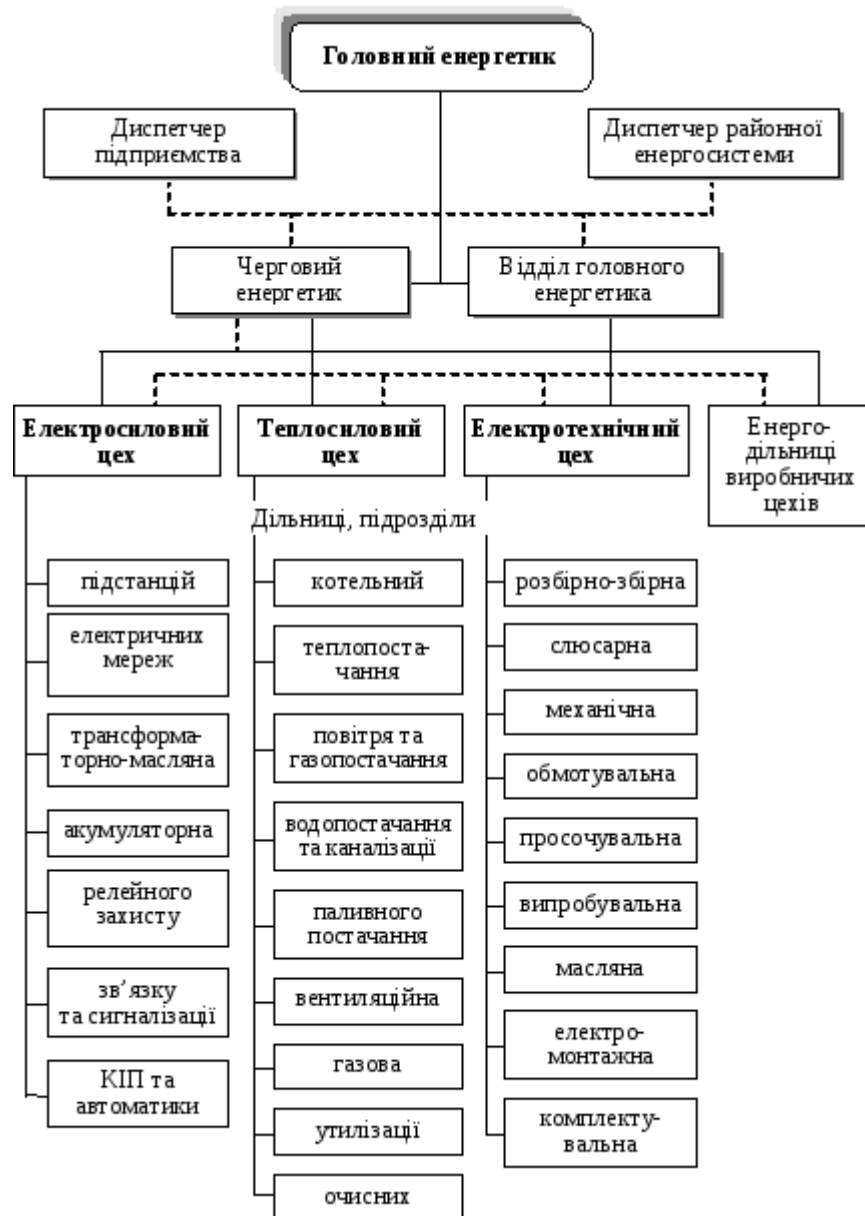 Головний енергетик
Диспетчер
підприємства
Диспетчер районної
енергосистеми
Черговий
енергетик
Відділ головного
енергетика
Електросиловий
цех
Теплосиловий
цех
Електротехнічний
цех
Енерго-
дільниці
виробничих
цехів
Дільниці, підрозділи
підстанцій
електричних
мереж
трансформа-
торно-масляна
акумуляторна
релейного
захисту
зв’язку
та сигналізації
КІП та
автоматики
котельний
теплопоста-
чання
повітря та
газопостачання
водопостачання
та каналізації
паливного
постачання
вентиляційна
газова
утилізації
очисних
розбірно-збірна
слюсарна
механічна
обмотувальна
просочувальна
випробувальна
масляна
електро-
монтажна
комплекту-
вальна